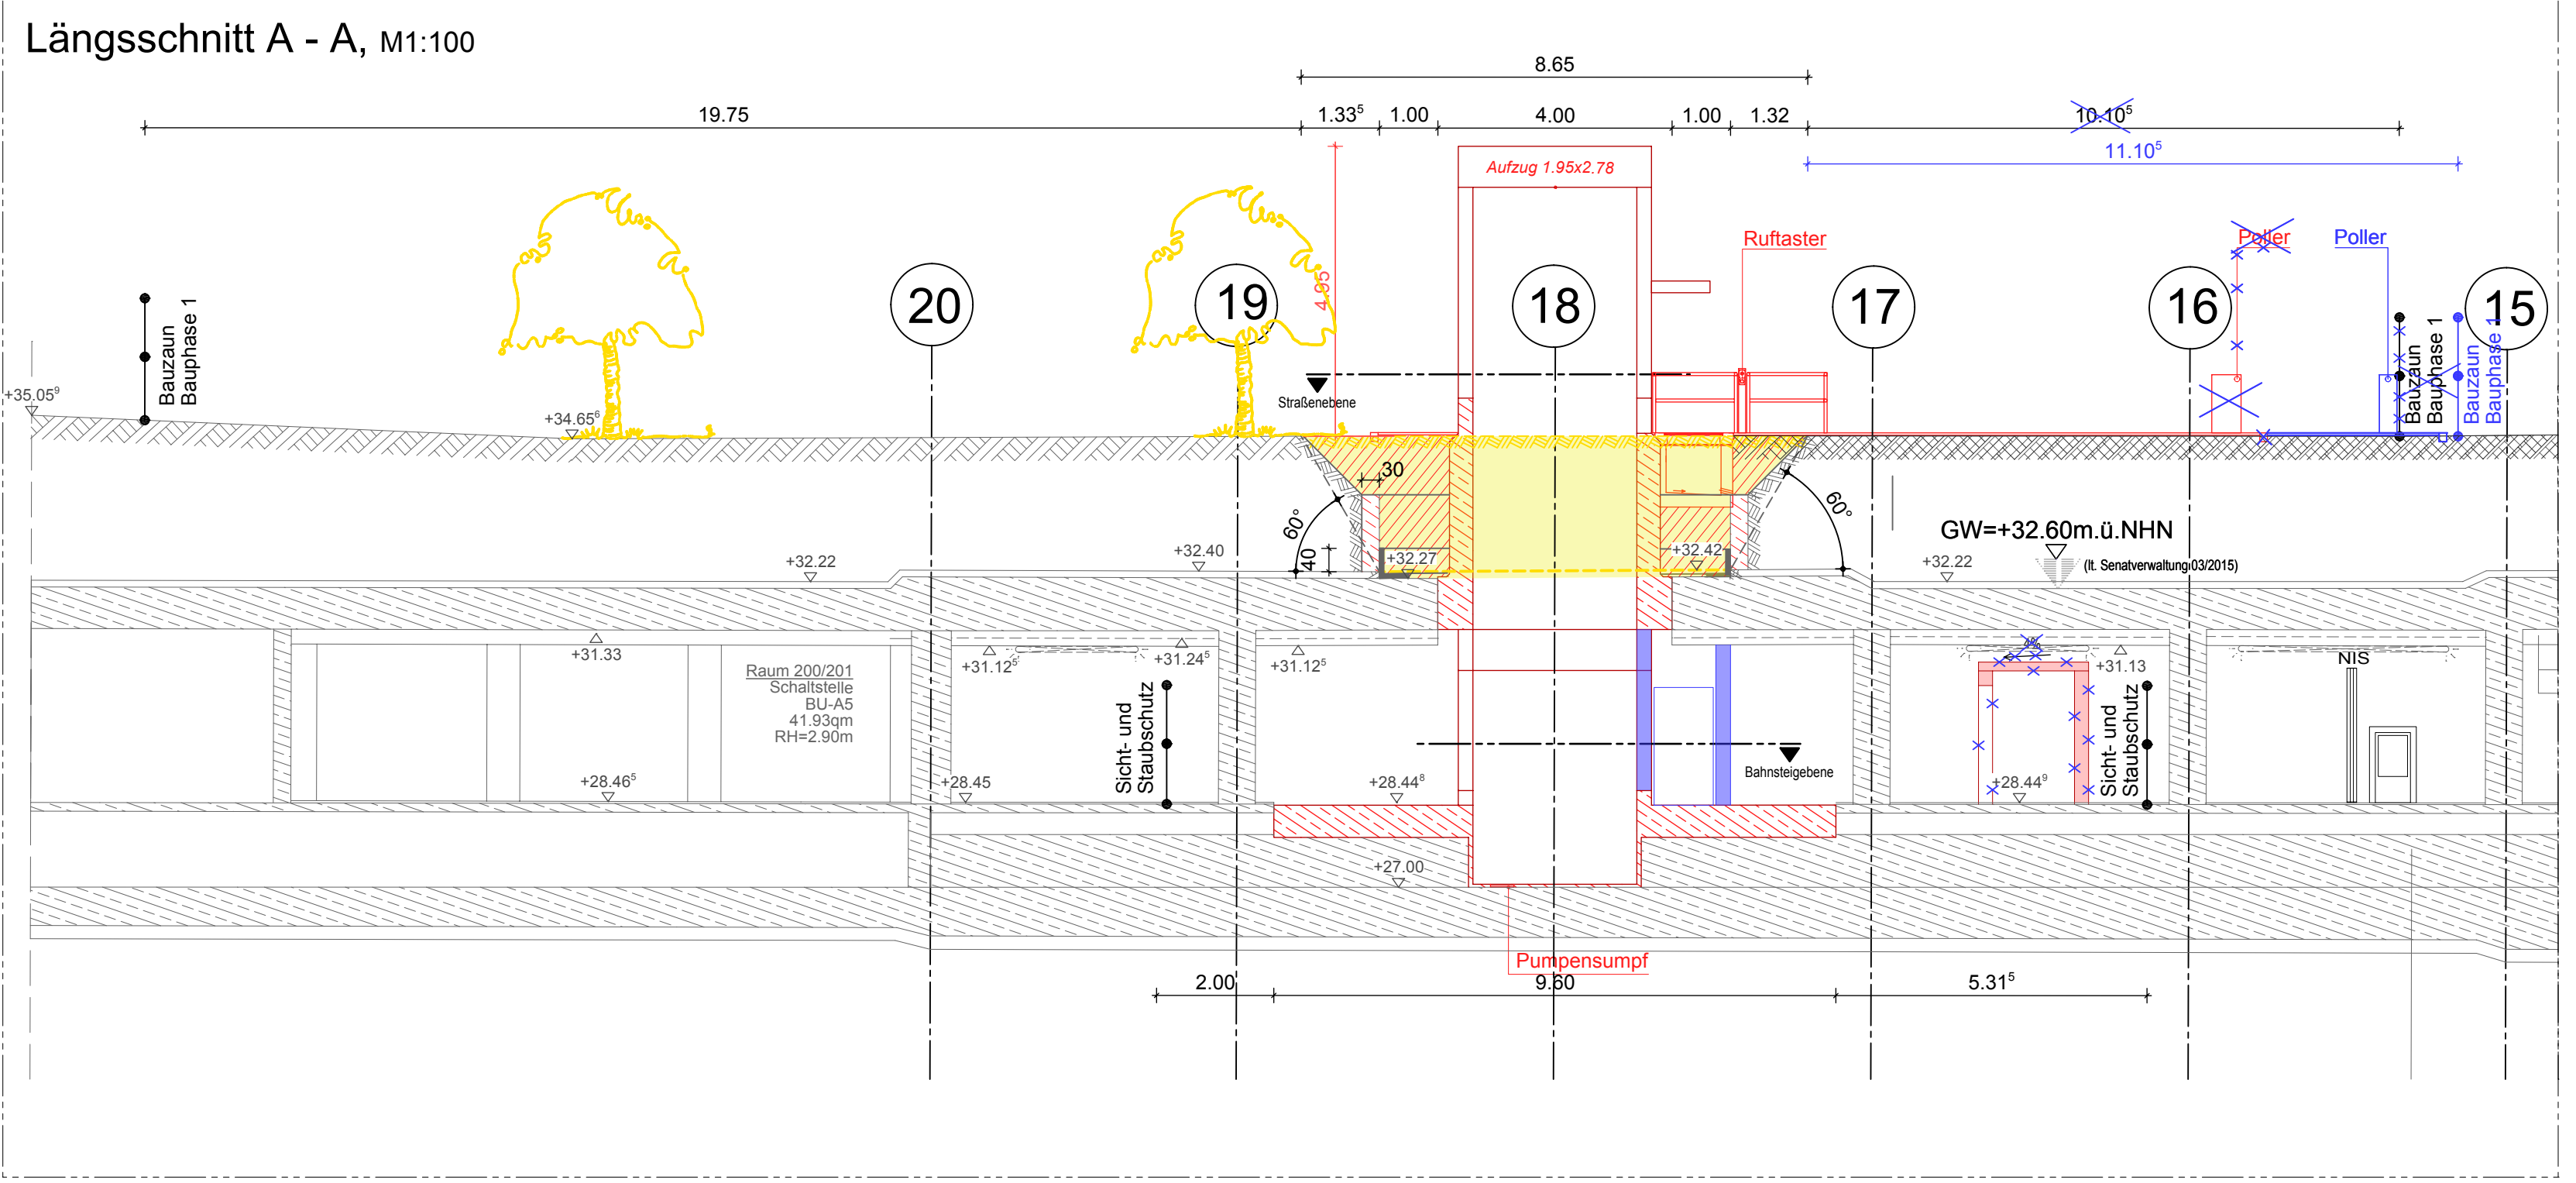 Längsschnitt A - A, M1:100
8.65
19.75
1.33⁵
1.00
4.00
1.00
1.32
10.10⁵
11.10⁵
Aufzug 1.95x2.78
Ruftaster
Poller
Poller
4.95
20
19
18
17
16
15
Bauzaun
Bauphase 1
Bauzaun
Bauphase 1
Bauzaun
Bauphase 1
+35.05⁹
+34.65⁶
Straßenebene
30
60°
60°
40
+32.27
+32.42
+32.22
+32.40
GW=+32.60m.ü.NHN
(lt. Senatverwaltung 03/2015)
+32.22
+31.33
+31.12⁵
+31.24⁵
+31.12⁵
+31.13
NIS
Raum 200/201
Schaltstelle
BU-A5
41.93qm
RH=2.90m
Sicht- und
Staubschutz
Sicht- und
Staubschutz
Bahnsteigebene
+28.46⁵
+28.45
+28.44⁸
+28.44⁹
+27.00
Pumpensumpf
2.00
9.60
5.31⁵